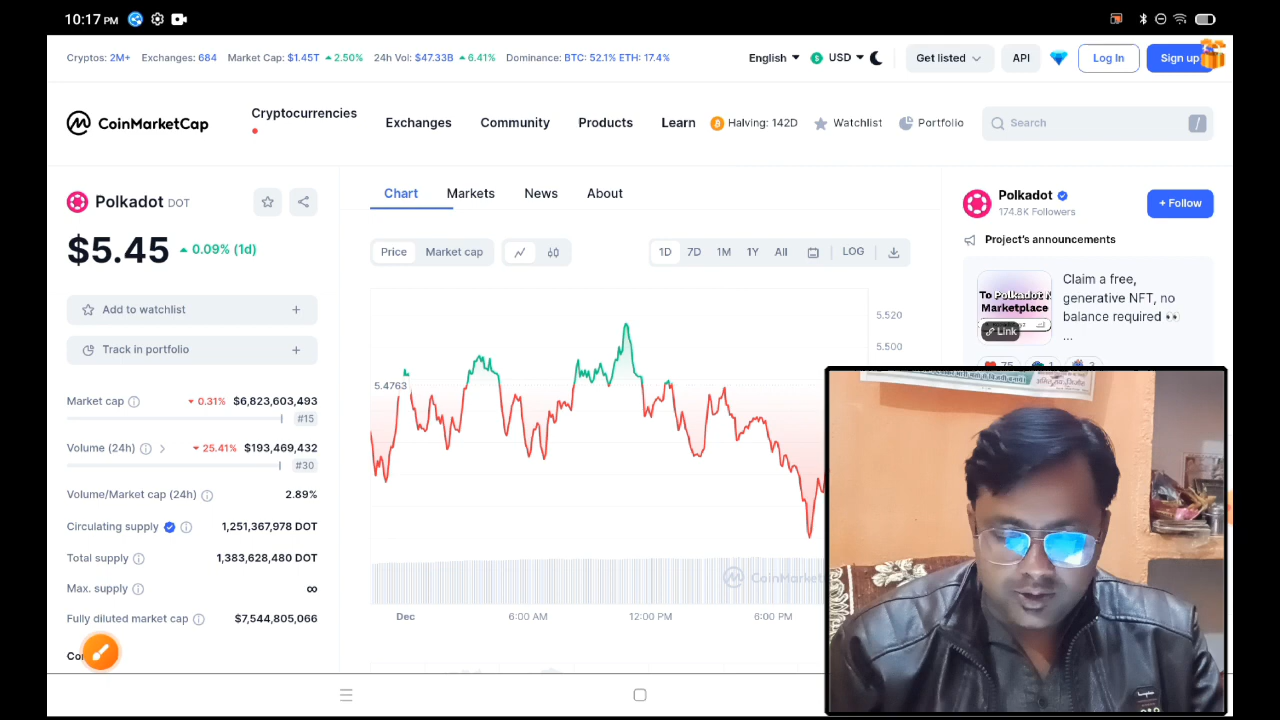 10:17 PM
Cryptos: 2M+ Exchanges: 684 Market Cap: $1.45T 2.50% 24h Vol: $47.33B 6.41% Dominance: BTC: 52.1% ETH: 17.4%
English USD Get listed API Log In Sign up
CoinMarketCap
Cryptocurrencies Exchanges Community Products Learn Halving: 142D Watchlist Portfolio Search /
Polkadot DOT
$5.45 0.09% (1d)
Add to watchlist +
Track in portfolio +
Market cap 0.31% $6,823,603,493
#15
Volume (24h) 25.41% $193,469,432
#30
Volume/Market cap (24h) 2.89%
Circulating supply 1,251,367,978 DOT
Total supply 1,383,628,480 DOT
Max. supply ∞
Fully diluted market cap $7,544,805,066
Chart Markets News About
Price Market cap
1D 7D 1M 1Y All LOG
5.520
5.500
5.4763
CoinMarket
Dec 6:00 AM 12:00 PM 6:00 PM
Polkadot
174.8K Followers
+ Follow
Project's announcements
To Polkadot N
Marketplace
Link
Claim a free,
generative NFT, no
balance required 👀
...